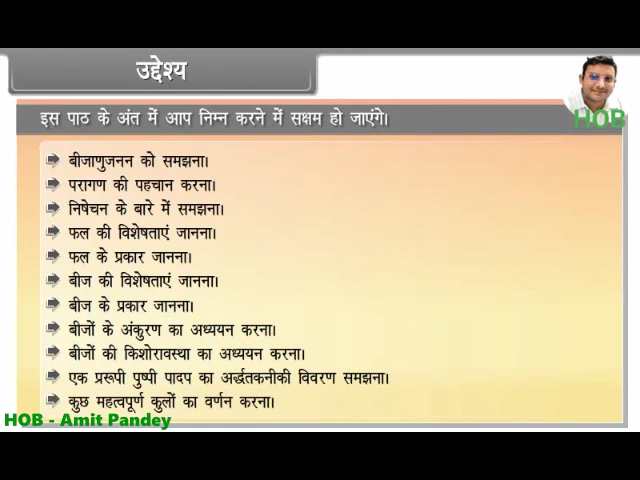 उद्देश्य
इस पाठ के अंत में आप निम्न करने में सक्षम हो जाएंगे।
HOB
बीजाणुजनन को समझना।
परागण की पहचान करना।
निषेचन के बारे में समझना।
फल की विशेषताएं जानना।
फल के प्रकार जानना।
बीज की विशेषताएं जानना।
बीज के प्रकार जानना।
बीजों के अंकुरण का अध्ययन करना।
बीजों की किशोरावस्था का अध्ययन करना।
एक प्ररूपी पुष्पी पादप का अर्द्धतकनीकी विवरण समझना।
कुछ महत्वपूर्ण कुलों का वर्णन करना।
HOB - Amit Pandey